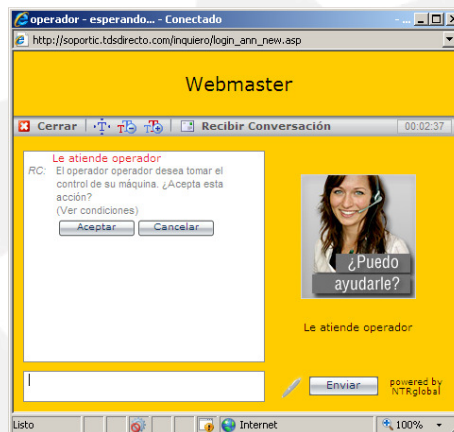 operador - esperando... - Conectado
http://soportic.tdsdirecto.com/inquiero/login_ann_new.asp
Webmaster
Cerrar T T T Recibir Conversación 00:02:37
Le atiende operador
RC: El operador operador desea tomar el
control de su máquina. ¿Acepta esta
acción?
(Ver condiciones)
Aceptar Cancelar
¿Puedo
ayudarle?
Le atiende operador
Enviar
powered by
NTRglobal
Listo Internet 100%